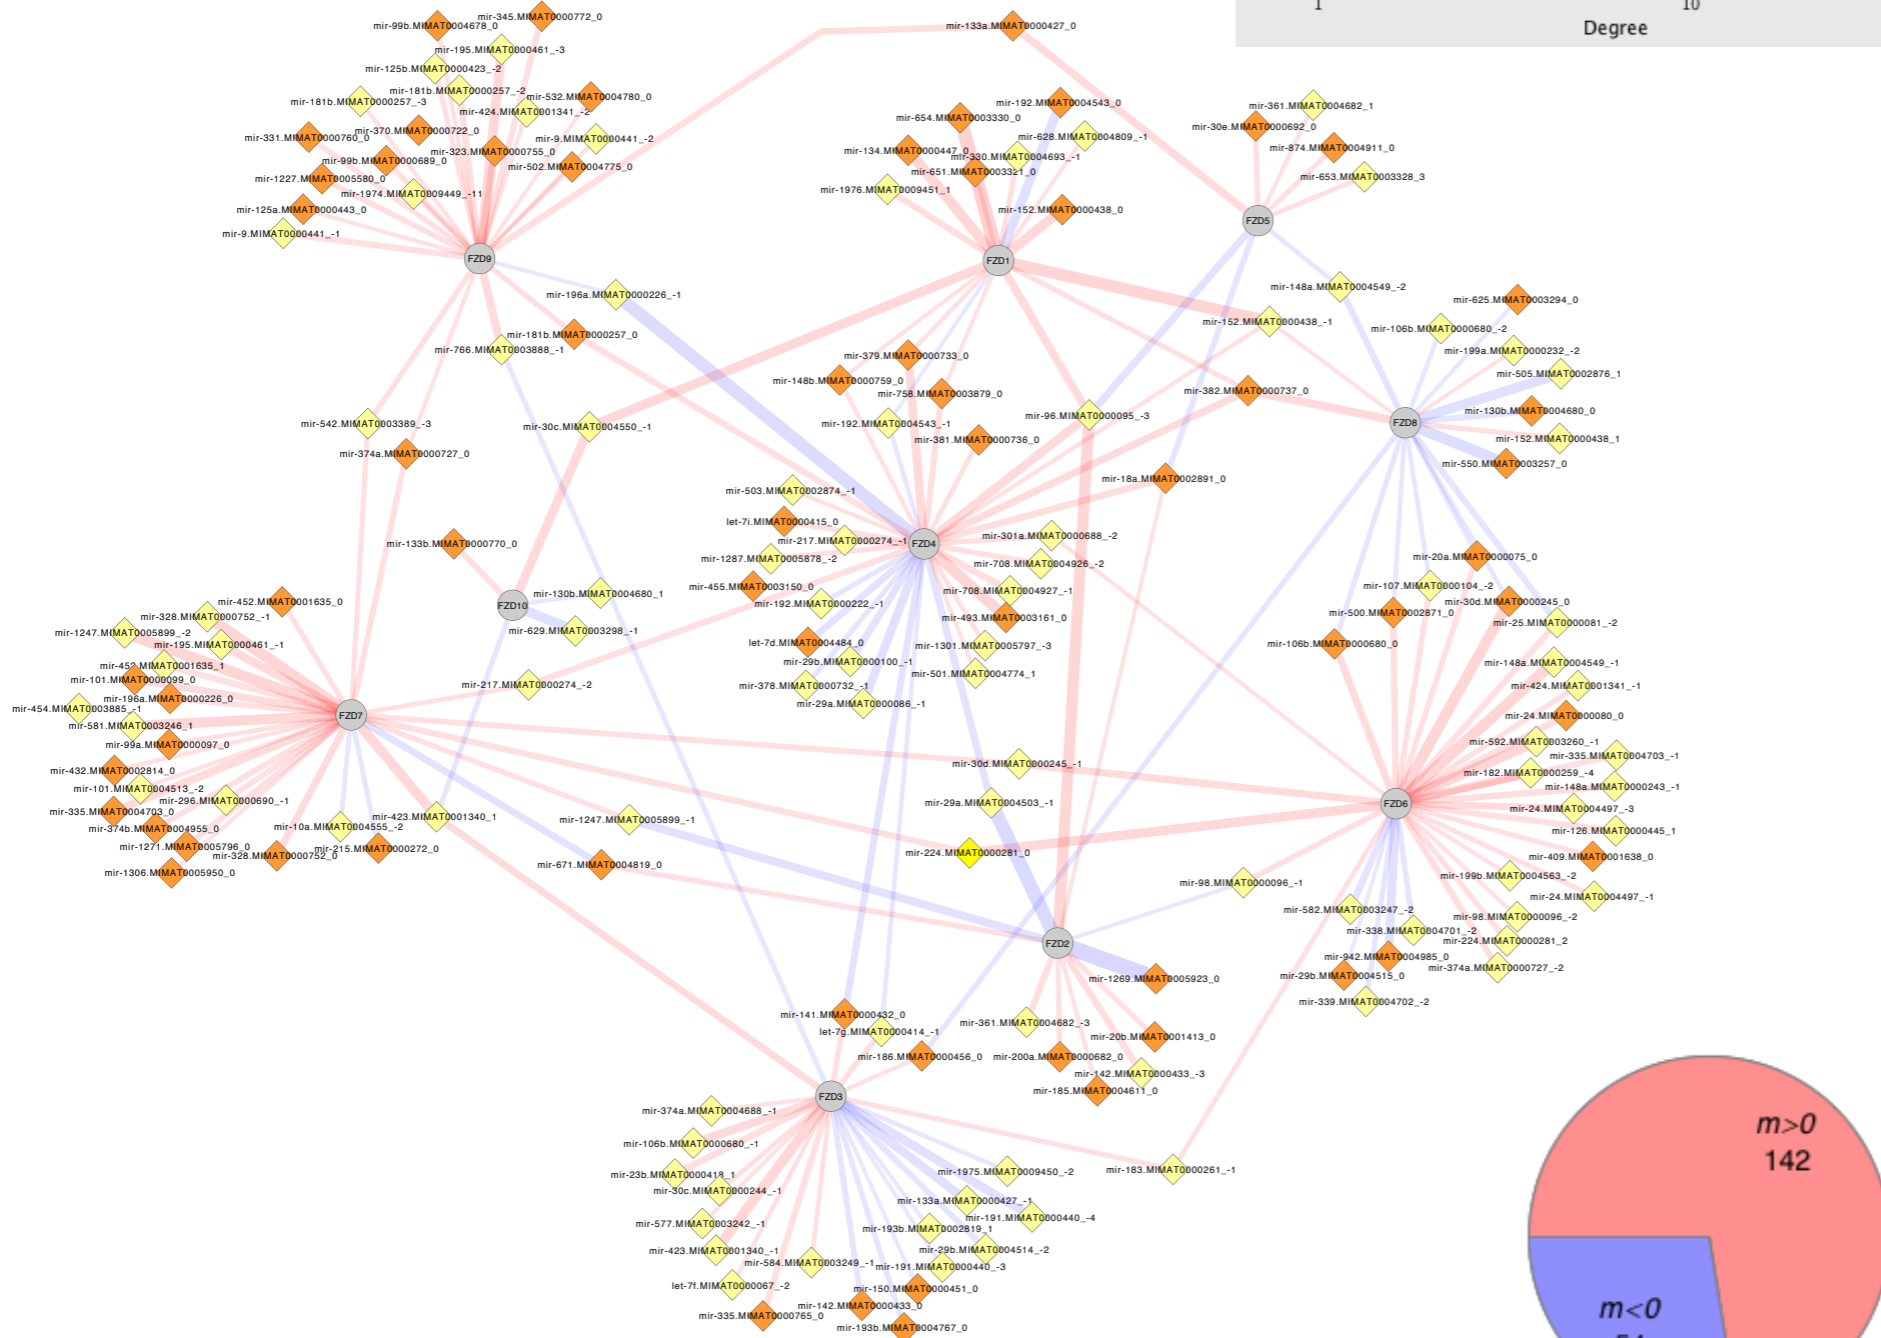 1
10
Degree
mir-99b.MIMAT0004678_0
mir-345.MIMAT0000772_0
mir-133a.MIMAT0000427_0
mir-195.MIMAT0000461_-3
mir-125b.MIMAT0000423_-2
mir-181b.MIMAT0000257_-2
mir-181b.MIMAT0000257_-3
mir-532.MIMAT0004780_0
mir-424.MIMAT0001341_-2
mir-331.MIMAT0000760_0
mir-370.MIMAT0000722_0
mir-9.MIMAT0000441_-2
mir-323.MIMAT0000755_0
mir-99b.MIMAT0000689_0
mir-502.MIMAT0004775_0
mir-1227.MIMAT0005580_0
mir-1974.MIMAT0009449_-11
mir-125a.MIMAT0000443_0
mir-9.MIMAT0000441_-1
FZD9
mir-192.MIMAT0004543_0
mir-654.MIMAT0003330_0
mir-628.MIMAT0004809_-1
mir-134.MIMAT0000447_0
mir-330.MIMAT0004693_-1
mir-651.MIMAT0003321_0
mir-1976.MIMAT0009451_1
mir-152.MIMAT0000438_0
FZD1
mir-361.MIMAT0004682_1
mir-30e.MIMAT0000692_0
mir-874.MIMAT0004911_0
mir-653.MIMAT0003328_3
FZD5
mir-196a.MIMAT0000226_-1
mir-148a.MIMAT0004549_-2
mir-625.MIMAT0003294_0
mir-181b.MIMAT0000257_0
mir-152.MIMAT0000438_-1
mir-106b.MIMAT0000680_-2
mir-766.MIMAT0003888_-1
mir-379.MIMAT0000733_0
mir-199a.MIMAT0000232_-2
mir-148b.MIMAT0000759_0
mir-758.MIMAT0003879_0
mir-382.MIMAT0000737_0
mir-505.MIMAT0002876_1
mir-542.MIMAT0003389_-3
mir-30c.MIMAT0004550_-1
mir-192.MIMAT0004543_-1
mir-96.MIMAT0000095_-3
FZD8
mir-130b.MIMAT0004680_0
mir-374a.MIMAT0000727_0
mir-381.MIMAT0000736_0
mir-152.MIMAT0000438_1
mir-550.MIMAT0003257_0
mir-18a.MIMAT0002891_0
mir-503.MIMAT0002874_-1
let-7i.MIMAT0000415_0
mir-133b.MIMAT0000770_0
mir-217.MIMAT0000274_-1
FZD4
mir-301a.MIMAT0000688_-2
mir-1287.MIMAT0005878_-2
mir-708.MIMAT0004926_-2
mir-20a.MIMAT0000075_0
mir-455.MIMAT0003150_0
mir-708.MIMAT0004927_-1
mir-107.MIMAT0000104_-2
mir-130b.MIMAT0004680_1
FZD10
mir-192.MIMAT0000222_-1
mir-493.MIMAT0003161_0
mir-30d.MIMAT0000245_0
mir-500.MIMAT0002871_0
mir-25.MIMAT0000081_-2
mir-452.MIMAT0001635_0
mir-328.MIMAT0000752_-1
mir-1247.MIMAT0005899_-2
mir-195.MIMAT0000461_-1
mir-629.MIMAT0003298_-1
let-7d.MIMAT0004484_0
mir-1301.MIMAT0005797_-3
mir-106b.MIMAT0000680_0
mir-452.MIMAT0001635_1
mir-29b.MIMAT0000100_-1
mir-148a.MIMAT0004549_-1
mir-101.MIMAT0000099_0
mir-501.MIMAT0004774_1
mir-217.MIMAT0000274_-2
mir-378.MIMAT0000732_-1
mir-424.MIMAT0001341_-1
mir-196a.MIMAT0000226_0
mir-29a.MIMAT0000086_-1
mir-454.MIMAT0003885_-1
FZD7
mir-24.MIMAT0000080_0
mir-581.MIMAT0003246_1
mir-99a.MIMAT0000097_0
mir-592.MIMAT0003260_-1
mir-335.MIMAT0004703_-1
mir-432.MIMAT0002814_0
mir-30d.MIMAT0000245_-1
mir-182.MIMAT0000259_-4
mir-148a.MIMAT0000243_-1
mir-101.MIMAT0004513_-2
mir-296.MIMAT0000690_-1
mir-335.MIMAT0004703_0
mir-29a.MIMAT0004503_-1
FZD6
mir-24.MIMAT0004497_-3
mir-374b.MIMAT0004955_0
mir-10a.MIMAT0004555_-2
mir-423.MIMAT0001340_1
mir-1247.MIMAT0005899_-1
mir-126.MIMAT0000445_1
mir-1271.MIMAT0005796_0
mir-328.MIMAT0000752_0
mir-215.MIMAT0000272_0
mir-224.MIMAT0000281_0
mir-409.MIMAT0001638_0
mir-1306.MIMAT0005950_0
mir-671.MIMAT0004819_0
mir-98.MIMAT0000096_-1
mir-199b.MIMAT0004563_-2
mir-24.MIMAT0004497_-1
mir-582.MIMAT0003247_-2
mir-98.MIMAT0000096_-2
mir-338.MIMAT0004701_-2
mir-224.MIMAT0000281_2
FZD2
mir-942.MIMAT0004985_0
mir-374a.MIMAT0000727_-2
mir-1269.MIMAT0005923_0
mir-29b.MIMAT0004515_0
mir-339.MIMAT0004702_-2
mir-141.MIMAT0000432_0
let-7g.MIMAT0000414_-1
mir-361.MIMAT0004682_-3
mir-20b.MIMAT0001413_0
mir-186.MIMAT0000456_0
mir-200a.MIMAT0000682_0
mir-142.MIMAT0000433_-3
mir-185.MIMAT0004611_0
FZD3
mir-374a.MIMAT0004688_-1
mir-106b.MIMAT0000680_-1
mir-23b.MIMAT0000418_1
mir-30c.MIMAT0000244_-1
mir-1975.MIMAT0009450_-2
mir-183.MIMAT0000261_-1
mir-133a.MIMAT0000427_-1
mir-191.MIMAT0000440_-4
mir-577.MIMAT0003242_-1
mir-193b.MIMAT0002819_1
mir-423.MIMAT0001340_-1
mir-29b.MIMAT0004514_-2
mir-584.MIMAT0003249_-1
mir-191.MIMAT0000440_-3
let-7f.MIMAT0000067_-2
mir-150.MIMAT0000451_0
mir-142.MIMAT0000433_0
mir-335.MIMAT0000765_0
mir-193b.MIMAT0004767_0
m>0
142
m<0